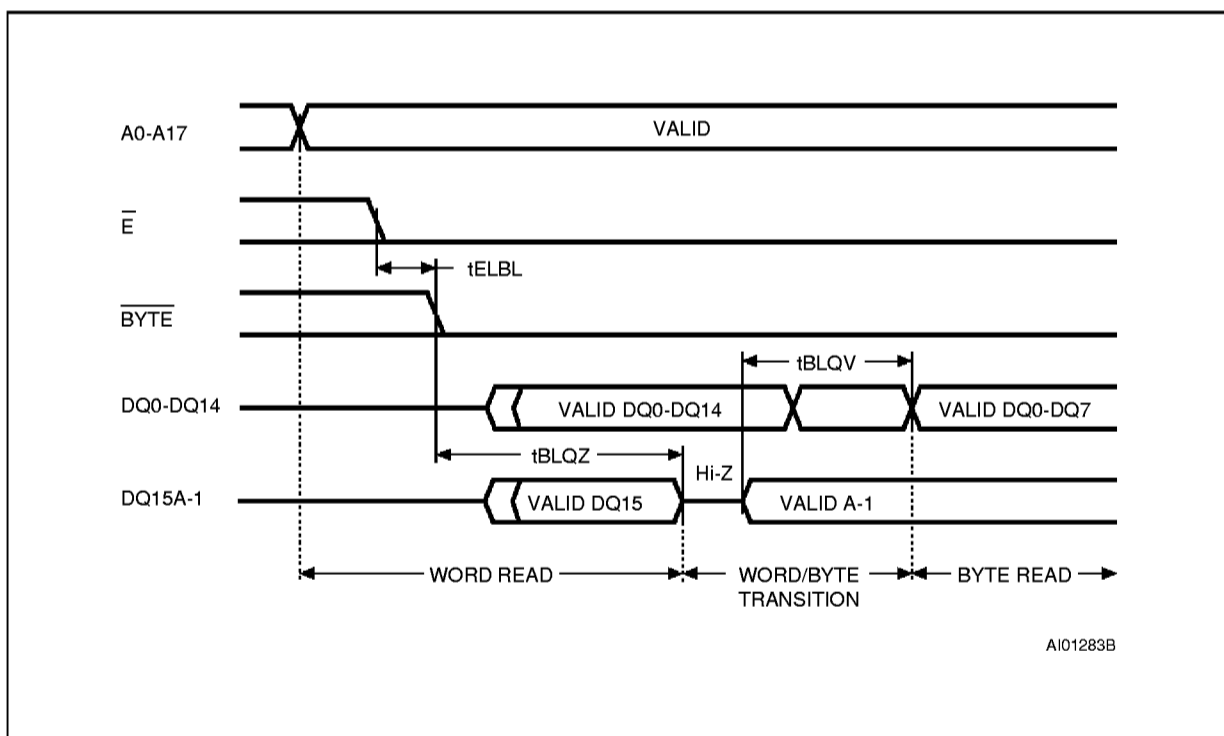 A0-A17
VALID
E
tELBL
BYTE
tBLQV
DQ0-DQ14
VALID DQ0-DQ14
VALID DQ0-DQ7
tBLQZ
Hi-Z
DQ15A-1
VALID DQ15
VALID A-1
WORD READ
WORD/BYTE
TRANSITION
BYTE READ
AI01283B